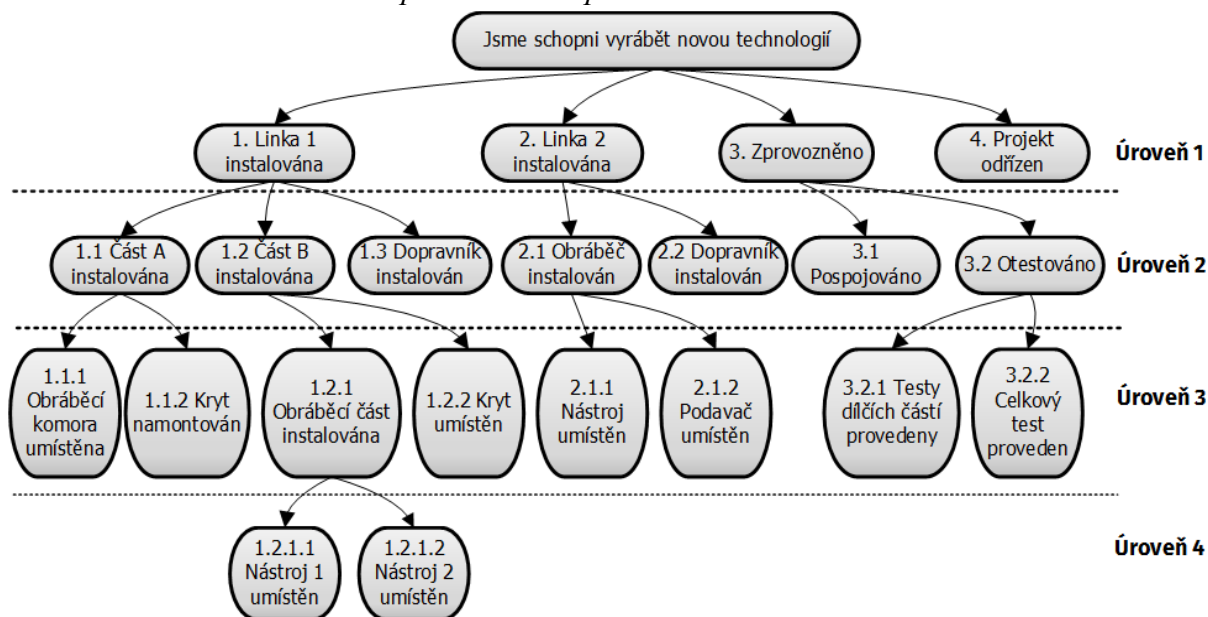 Jsme schopni vyrábět novou technologií
1. Linka 1
instalována
2. Linka 2
instalována
3. Zprovozněno
4. Projekt
odřízen
Úroveň 1
1.1 Část A
instalována
1.2 Část B
instalována
1.3 Dopravník
instalován
2.1 Obráběč
instalován
2.2 Dopravník
instalován
3.1
Pospojováno
3.2 Otestováno
Úroveň 2
1.1.1
Obráběcí
komora
umístěna
1.1.2 Kryt
namontován
1.2.1
Obráběcí část
instalována
1.2.2 Kryt
umístěn
2.1.1
Nástroj
umístěn
2.1.2
Podavač
umístěn
3.2.1 Testy
dílčích částí
provedeny
3.2.2
Celkový
test
proveden
Úroveň 3
1.2.1.1
Nástroj 1
umístěn
1.2.1.2
Nástroj 2
umístěn
Úroveň 4